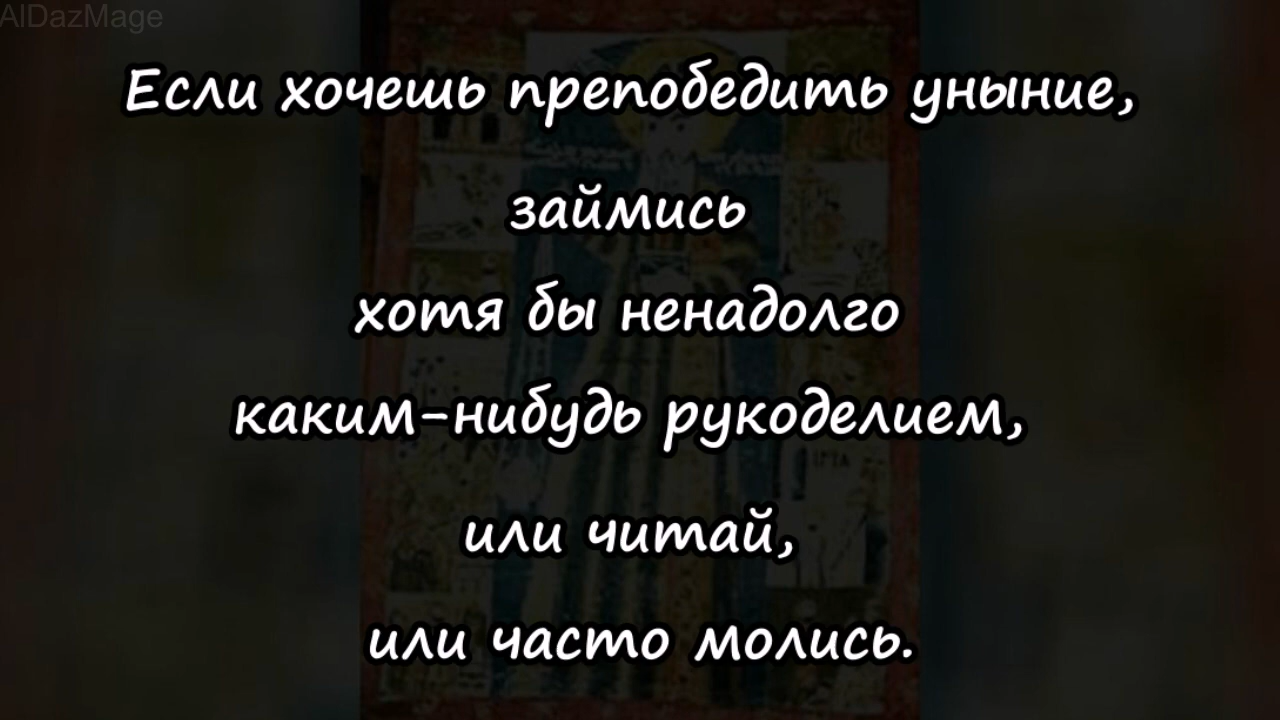 AlDazMage
Если хочешь препобедить уныние,
займись
хотя бы ненадолго
каким-нибудь рукоделием,
или читай,
или часто молись.